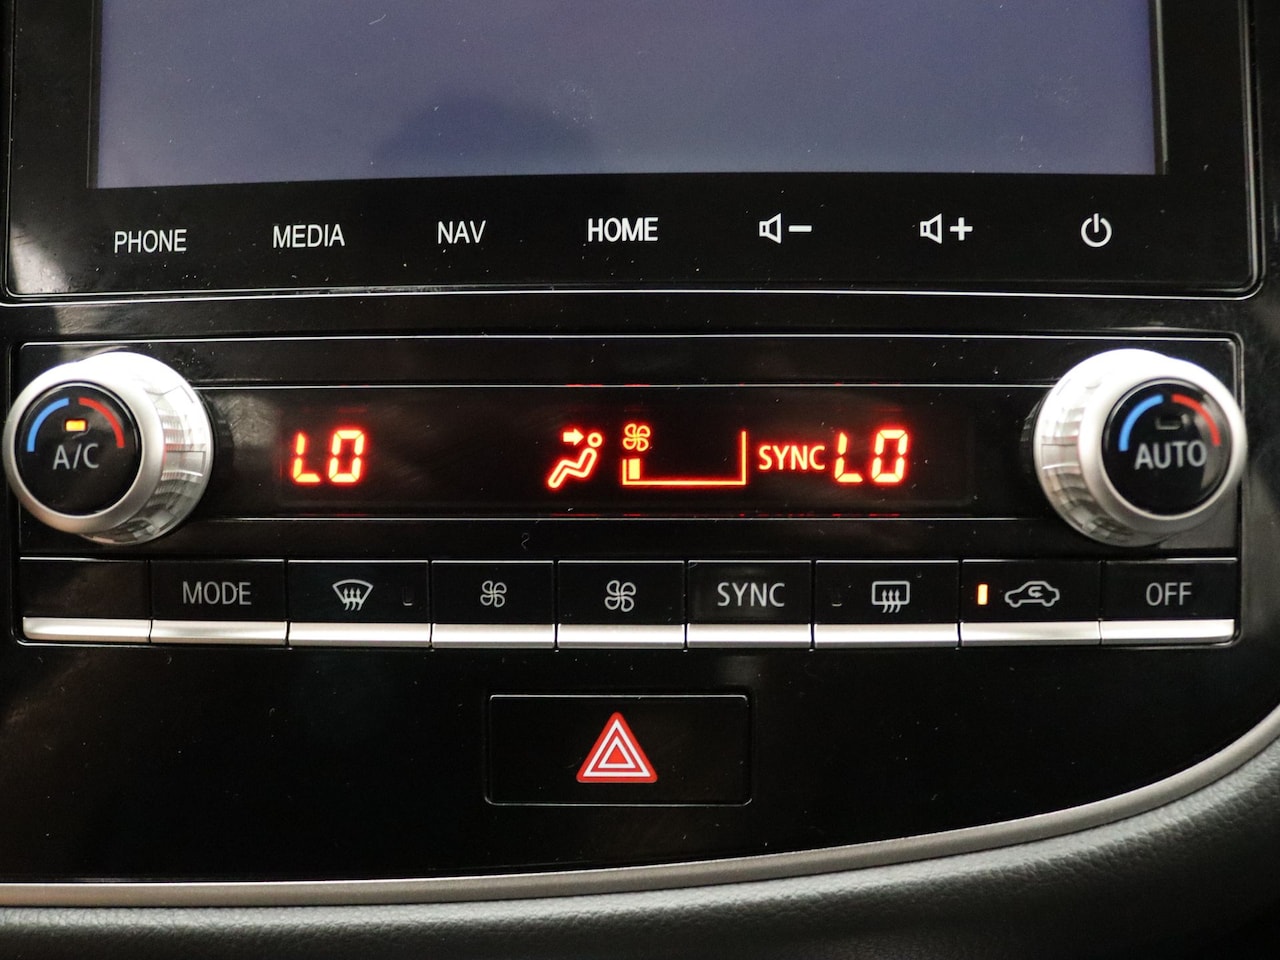 PHONE MEDIA NAV HOME
LO SYNC LO
A/C AUTO
MODE SYNC OFF